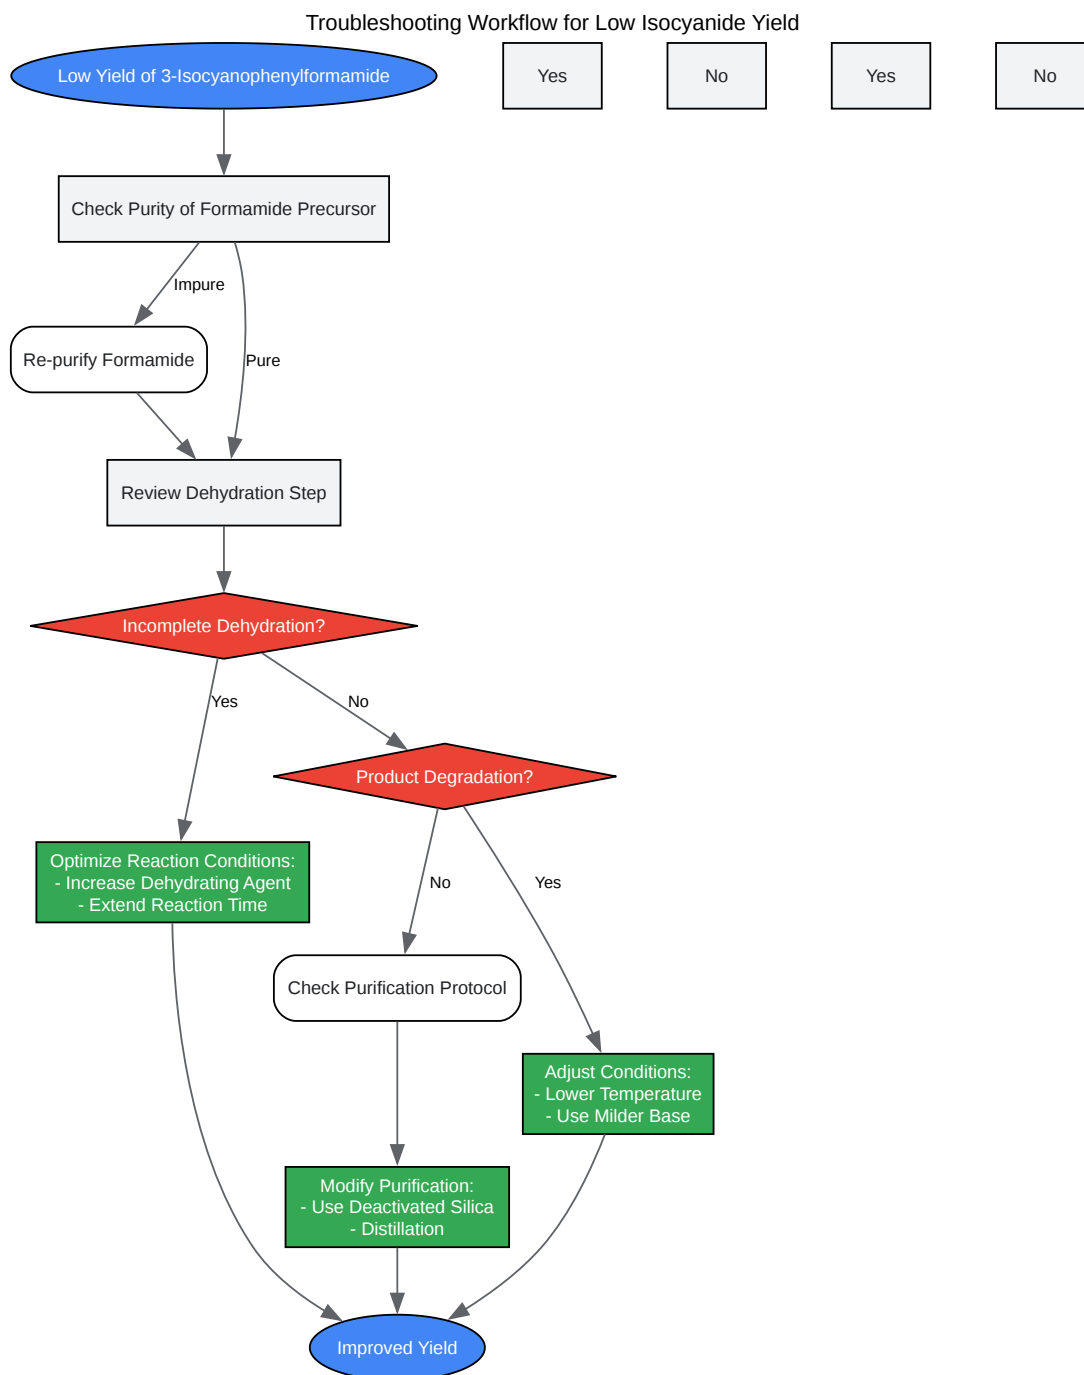 Troubleshooting Workflow for Low Isocyanide Yield
Low Yield of 3-Isocyanophenylformamide
Yes
No
Yes
No
Check Purity of Formamide Precursor
Impure
Re-purify Formamide
Pure
Review Dehydration Step
Incomplete Dehydration?
Yes
No
Product Degradation?
Optimize Reaction Conditions:
- Increase Dehydrating Agent
- Extend Reaction Time
No
Yes
Check Purification Protocol
Adjust Conditions:
- Lower Temperature
- Use Milder Base
Modify Purification:
- Use Deactivated Silica
- Distillation
Improved Yield